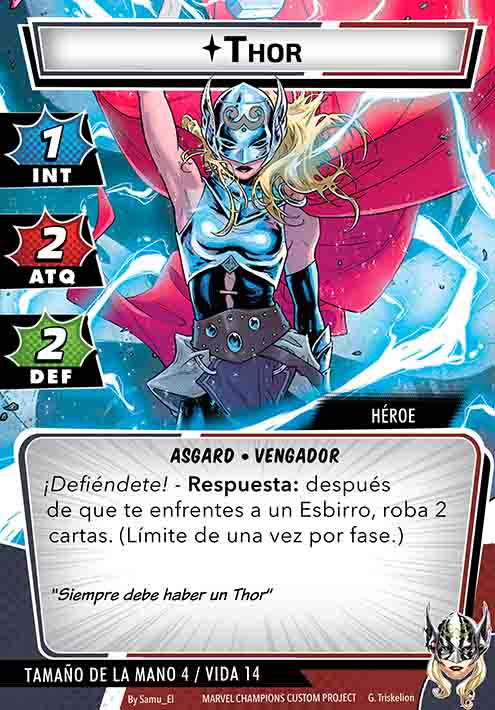 THOR
1
INT
2
ATQ
2
DEF
HÉROE
ASGARD • VENGADOR
¡Defiéndete! - Respuesta: después
de que te enfrentes a un Esbirro, roba 2
cartas. (Límite de una vez por fase.)
"Siempre debe haber un Thor"
TAMAÑO DE LA MANO 4 / VIDA 14
By Samu_El MARVEL CHAMPIONS CUSTOM PROJECT G. Triskelion